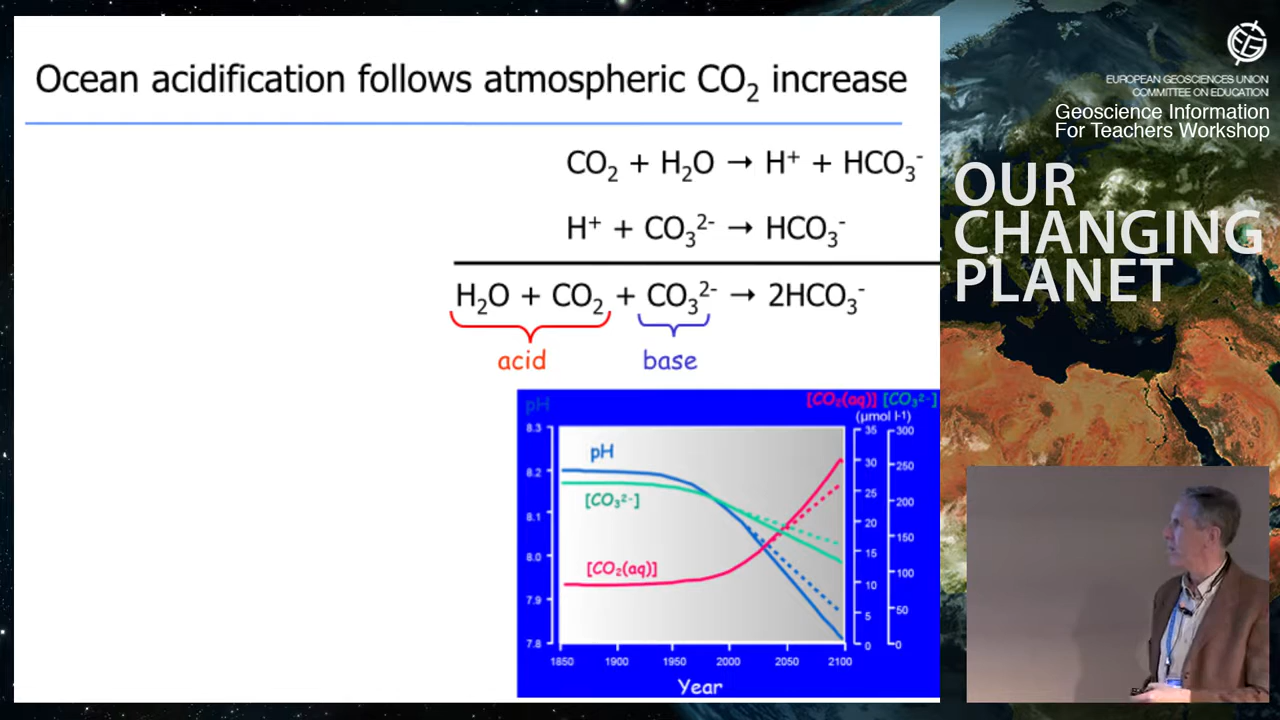 Ocean acidification follows atmospheric CO₂ increase
CO₂ + H₂O → H⁺ + HCO₃⁻
H⁺ + CO₃²⁻ → HCO₃⁻
H₂O + CO₂ + CO₃²⁻ → 2HCO₃⁻
acid base
pH [CO₂(aq)] [CO₃²⁻]
(µmol l⁻¹)
8.3 35 300
pH
8.2 30 250
[CO₃²⁻]
25 200
8.1 20
150
8.0 15
[CO₂(aq)]
10 100
7.9
5 50
7.8 0 0
1850 1900 1950 2000 2050 2100
Year
EUROPEAN GEOSCIENCES UNION
COMMITTEE ON EDUCATION
Geoscience Information
For Teachers Workshop
OUR
CHANGING
PLANET